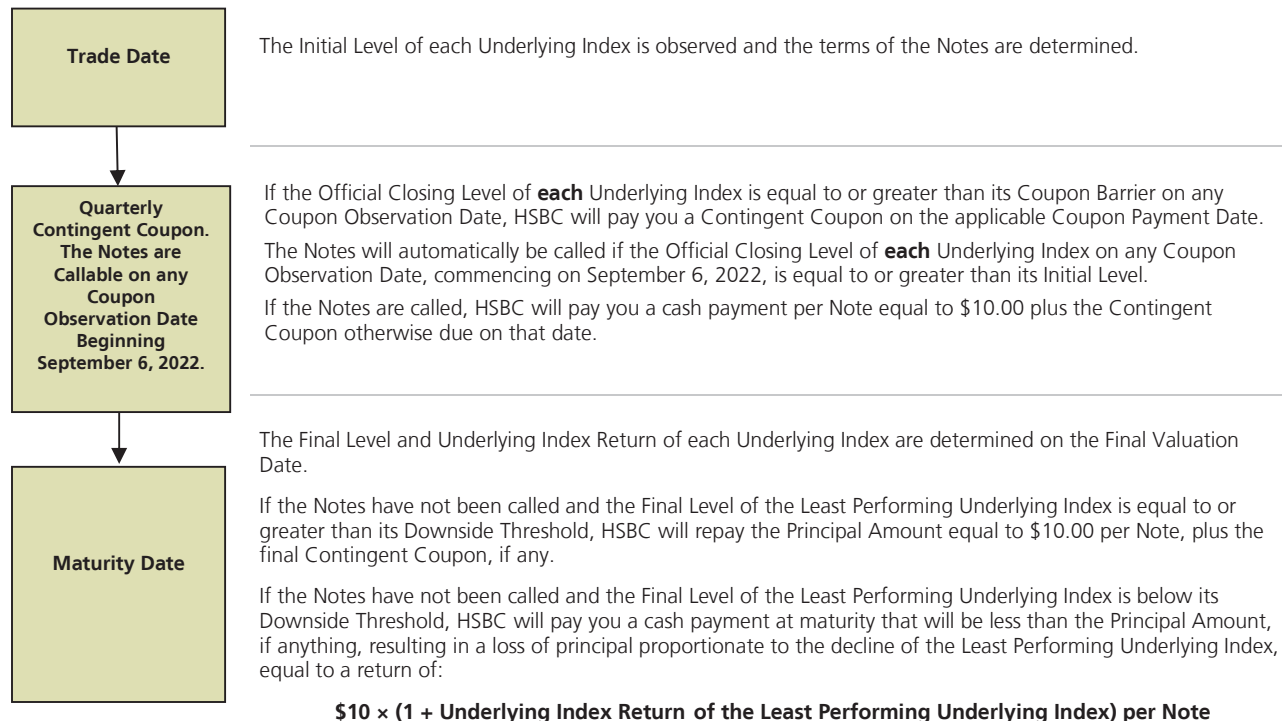 Trade Date
The Initial Level of each Underlying Index is observed and the terms of the Notes are determined.
Quarterly
Contingent Coupon.
The Notes are
Callable on any
Coupon
Observation Date
Beginning
September 6, 2022.
If the Official Closing Level of each Underlying Index is equal to or greater than its Coupon Barrier on any
Coupon Observation Date, HSBC will pay you a Contingent Coupon on the applicable Coupon Payment Date.
The Notes will automatically be called if the Official Closing Level of each Underlying Index on any Coupon
Observation Date, commencing on September 6, 2022, is equal to or greater than its Initial Level.
If the Notes are called, HSBC will pay you a cash payment per Note equal to $10.00 plus the Contingent
Coupon otherwise due on that date.
Maturity Date
The Final Level and Underlying Index Return of each Underlying Index are determined on the Final Valuation
Date.
If the Notes have not been called and the Final Level of the Least Performing Underlying Index is equal to or
greater than its Downside Threshold, HSBC will repay the Principal Amount equal to $10.00 per Note, plus the
final Contingent Coupon, if any.
If the Notes have not been called and the Final Level of the Least Performing Underlying Index is below its
Downside Threshold, HSBC will pay you a cash payment at maturity that will be less than the Principal Amount,
if anything, resulting in a loss of principal proportionate to the decline of the Least Performing Underlying Index,
equal to a return of:
$10 × (1 + Underlying Index Return of the Least Performing Underlying Index) per Note